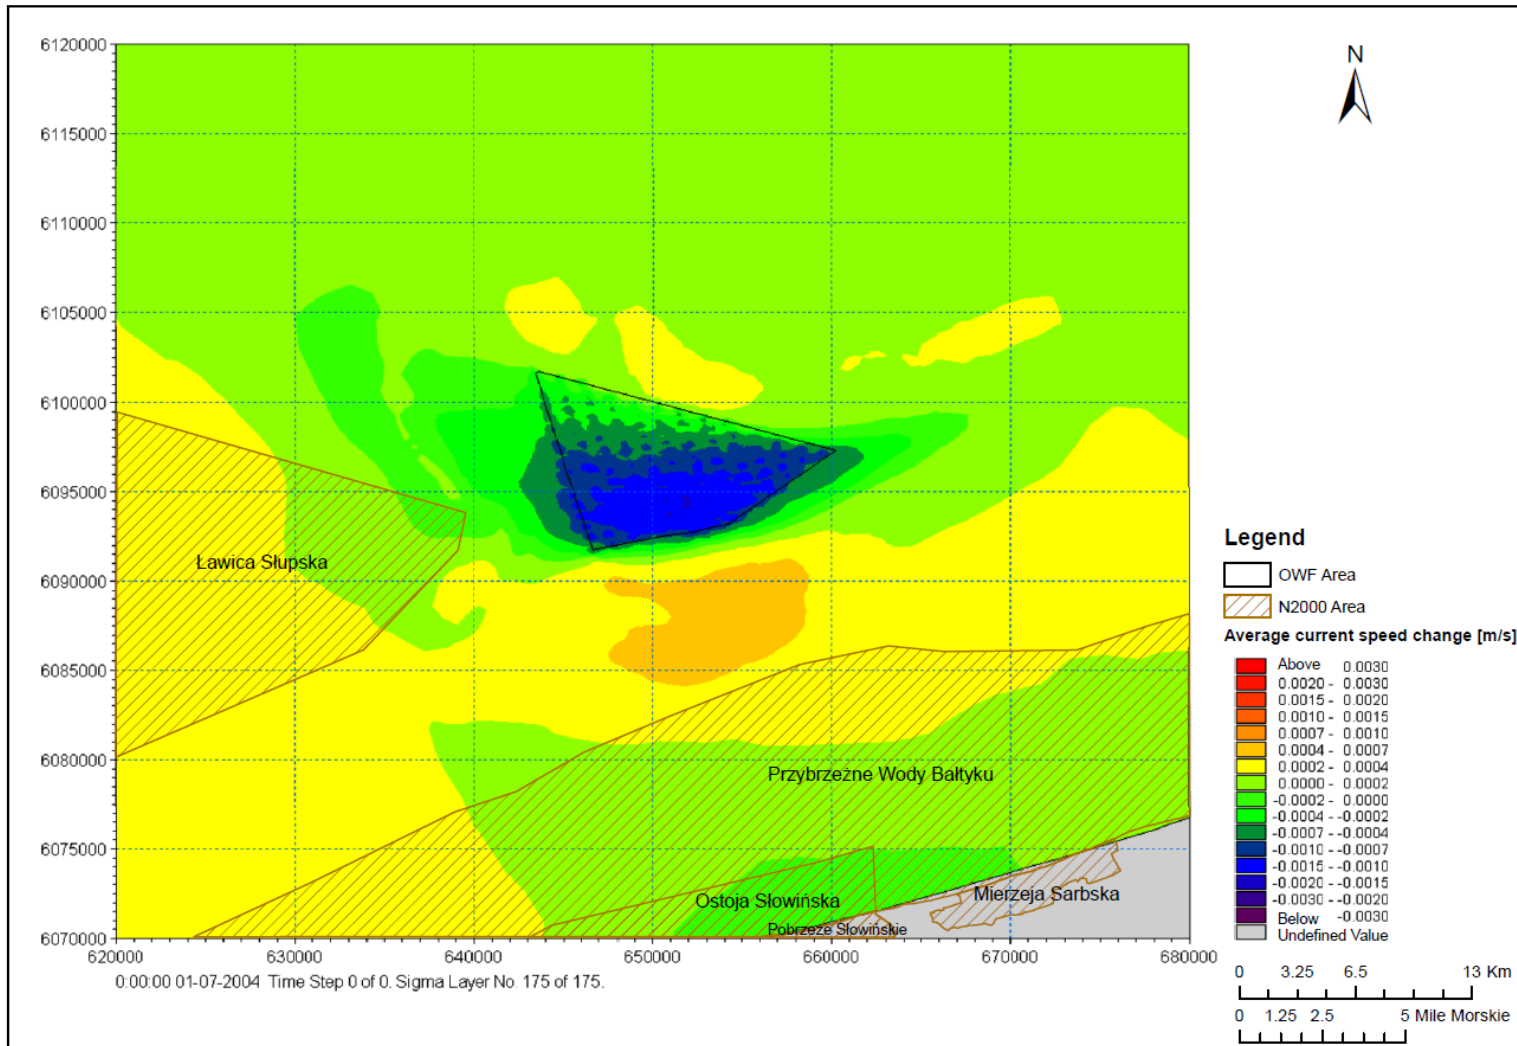 N
6120000
6115000
6110000
6105000
6100000
6095000
6090000
6085000
6080000
6075000
6070000
620000 630000 640000 650000 660000 670000 680000
Ławica Słupska
Przybrzeżne Wody Bałtyku
Ostoja Słowińska
Mierzeja Sarbska
Pobrzeże Słowińskie
0:00:00 01-07-2004 Time Step 0 of 0. Sigma Layer No. 175 of 175.
Legend
OWF Area
N2000 Area
Average current speed change [m/s]
Above 0.0030
0.0020 - 0.0030
0.0015 - 0.0020
0.0010 - 0.0015
0.0007 - 0.0010
0.0004 - 0.0007
0.0002 - 0.0004
0.0000 - 0.0002
-0.0002 - 0.0000
-0.0004 - -0.0002
-0.0007 - -0.0004
-0.0010 - -0.0007
-0.0015 - -0.0010
-0.0020 - -0.0015
-0.0030 - -0.0020
Below -0.0030
Undefined Value
0 3.25 6.5 13 Km
0 1.25 2.5 5 Mile Morskie